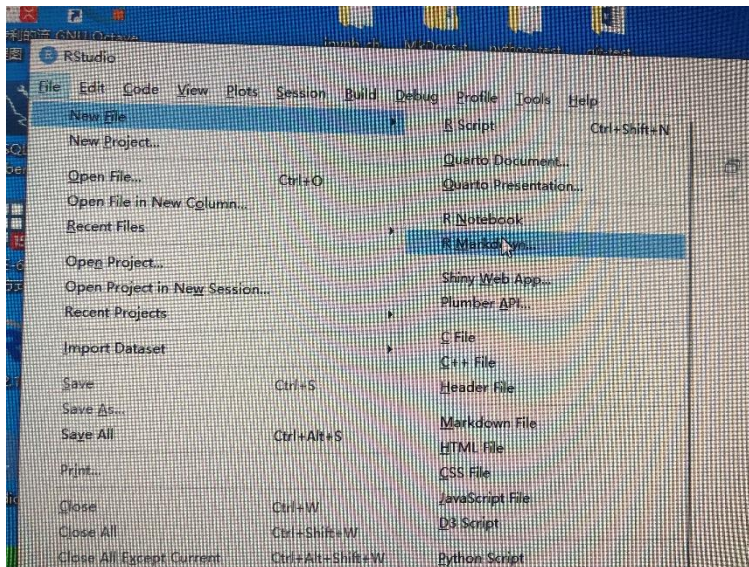 GNU Octave
RStudio
File Edit Code View Plots Session Build Debug Profile Tools Help
New File
New Project...
Open File... Ctrl+O
Open File in New Column...
Recent Files
Open Project...
Open Project in New Session...
Recent Projects
Import Dataset
Save Ctrl+S
Save As...
Save All Ctrl+Alt+S
Print...
Close Ctrl+W
Close All Ctrl+Shift+W
Close All Except Current Ctrl+Alt+Shift+W
R Script Ctrl+Shift+N
Quarto Document...
Quarto Presentation...
R Notebook
R Markdown...
Shiny Web App...
Plumber API...
C File
C++ File
Header File
Markdown File
HTML File
CSS File
JavaScript File
D3 Script
Python Script